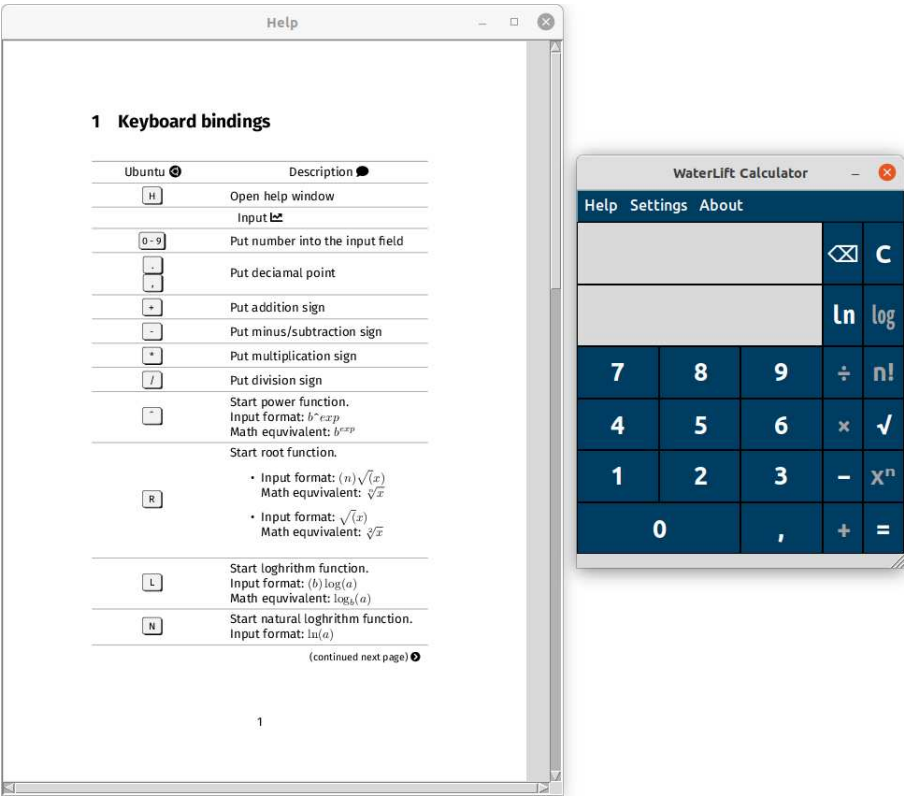 Help
1 Keyboard bindings
Ubuntu Description
H Open help window
Input
0 - 9 Put number into the input field
.
, Put deciamal point
+ Put addition sign
- Put minus/subtraction sign
* Put multiplication sign
/ Put division sign
Start power function.
^ Input format: b^exp
Math equvivalent: bᵉˣᵖ
Start root function.
• Input format: (n)√(x)
Math equvivalent: ⁿ√x
R
• Input format: √(x)
Math equvivalent: ²√x
Start loghrithm function.
L Input format: (b) log(a)
Math equvivalent: log_b(a)
N Start natural loghrithm function.
Input format: ln(a)
(continued next page)
1
WaterLift Calculator
Help Settings About
⌫ C
ln log
7 8 9 ÷ n!
4 5 6 × √
1 2 3 − xⁿ
0 , + =